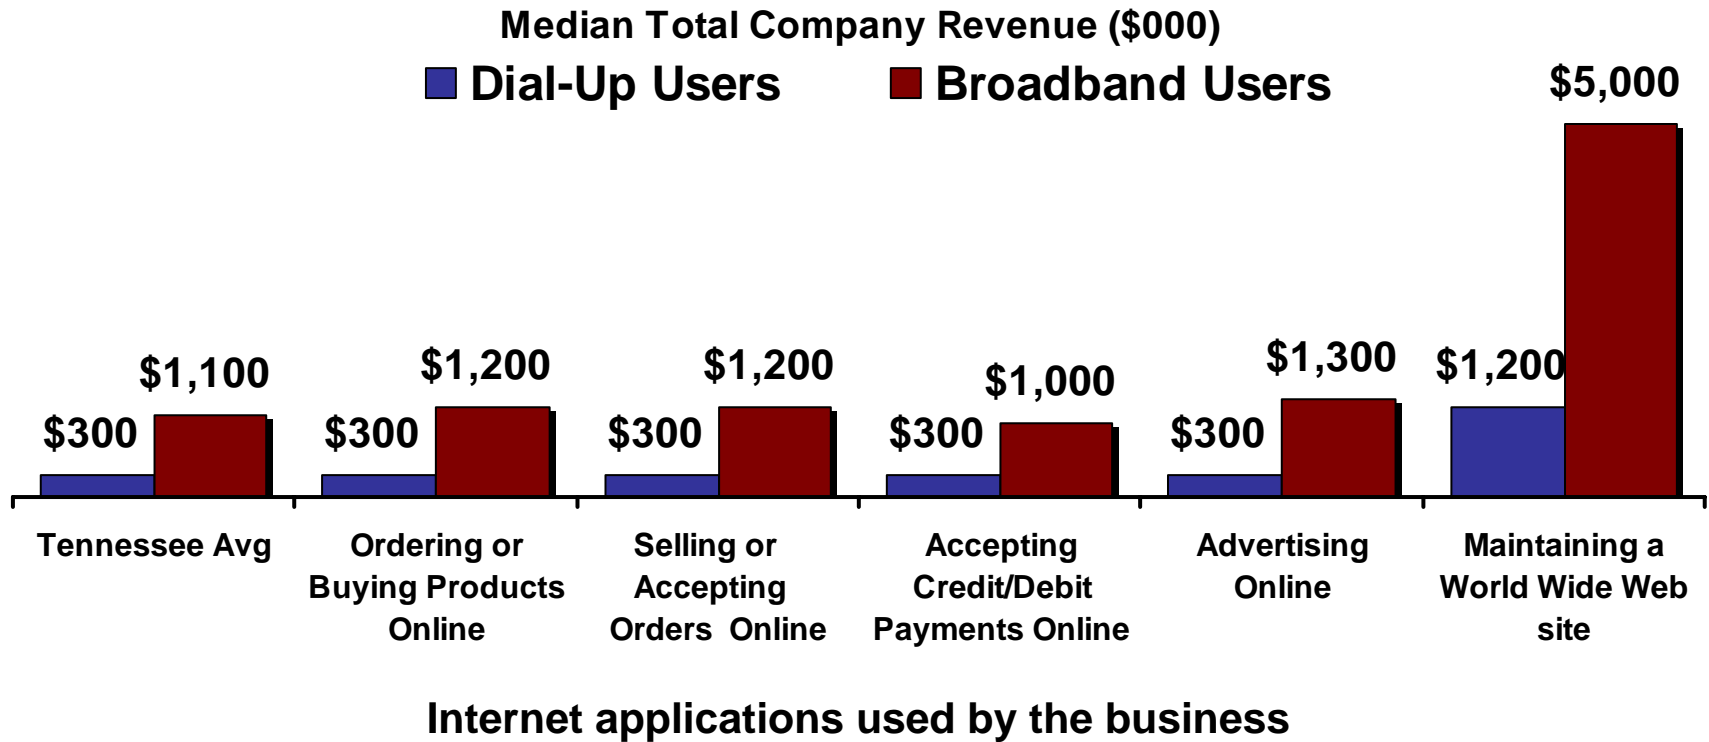 Median Total Company Revenue ($000)
Dial-Up Users Broadband Users
$5,000
$300 $1,100
$300 $1,200
$300 $1,200
$300 $1,000
$300 $1,300
$1,200
Tennessee Avg
Ordering or
Buying Products
Online
Selling or
Accepting
Orders Online
Accepting
Credit/Debit
Payments Online
Advertising
Online
Maintaining a
World Wide Web
site
Internet applications used by the business